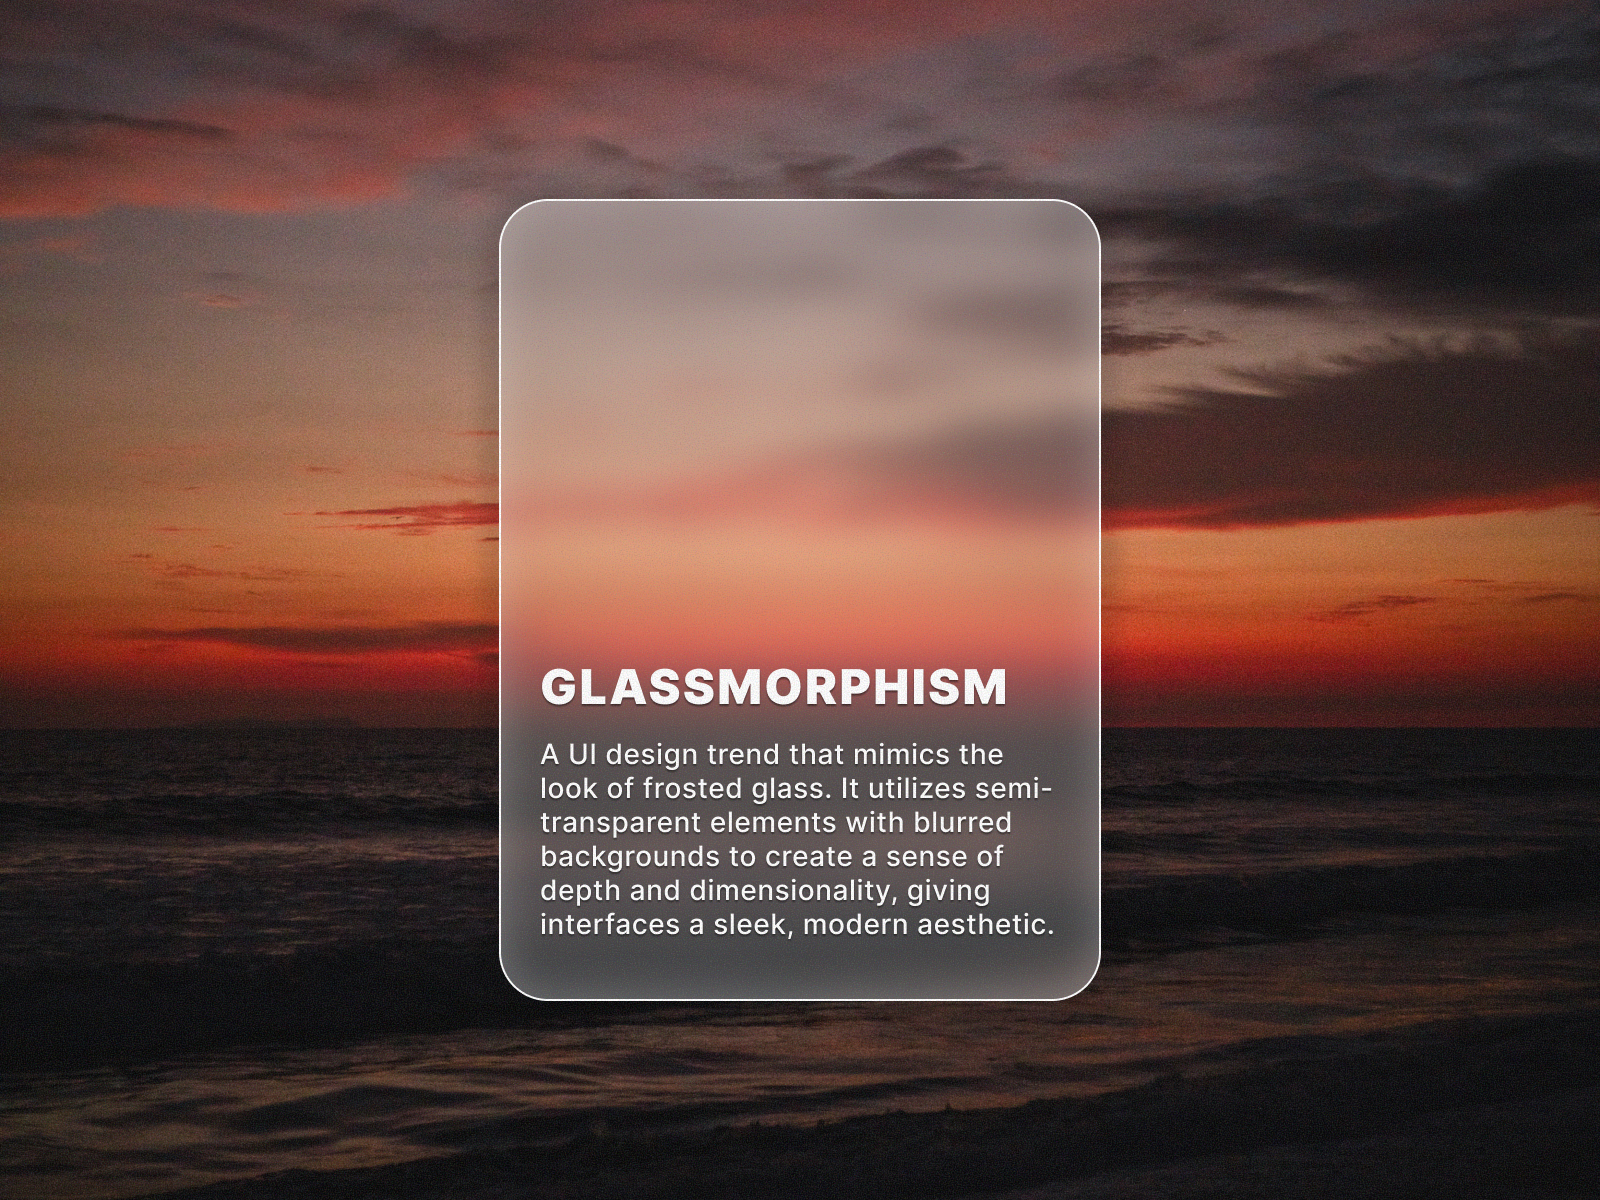 GLASSMORPHISM
A UI design trend that mimics the
look of frosted glass. It utilizes semi-
transparent elements with blurred
backgrounds to create a sense of
depth and dimensionality, giving
interfaces a sleek, modern aesthetic.